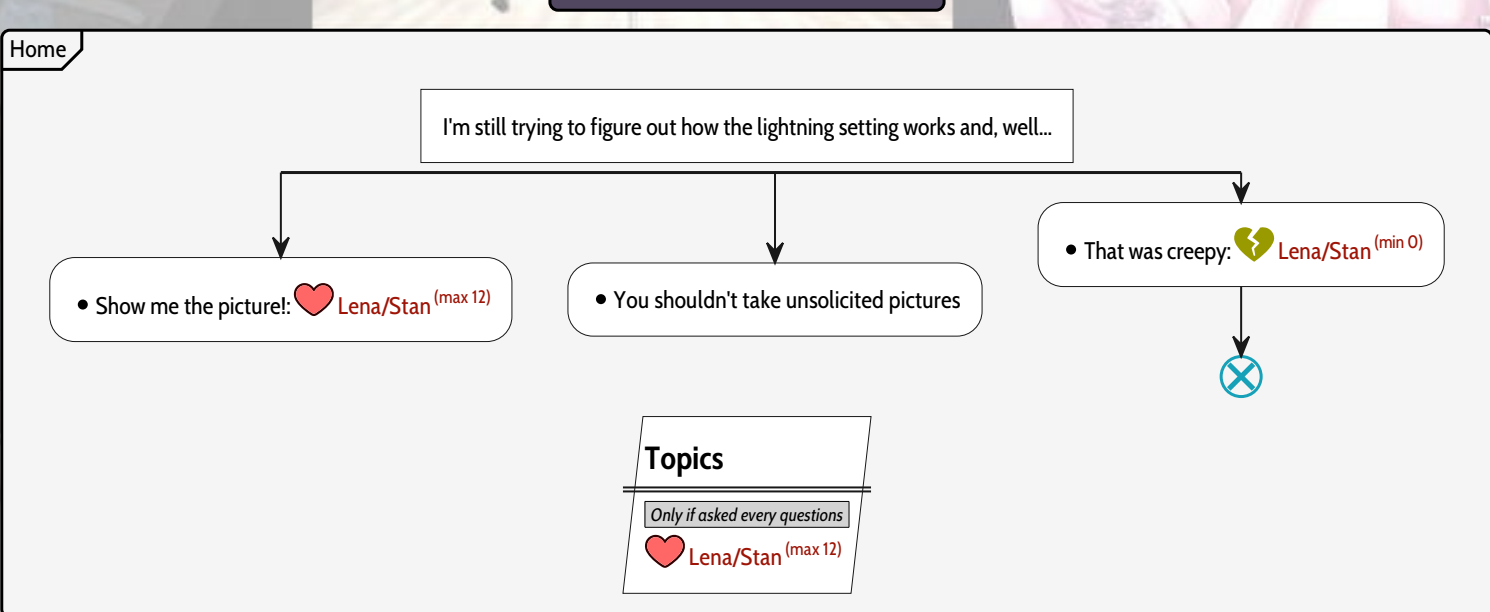 Home
I'm still trying to figure out how the lightning setting works and, well...
• That was creepy: Lena/Stan (min 0)
• Show me the picture!: Lena/Stan (max 12)
• You shouldn't take unsolicited pictures
Topics
Only if asked every questions
Lena/Stan (max 12)